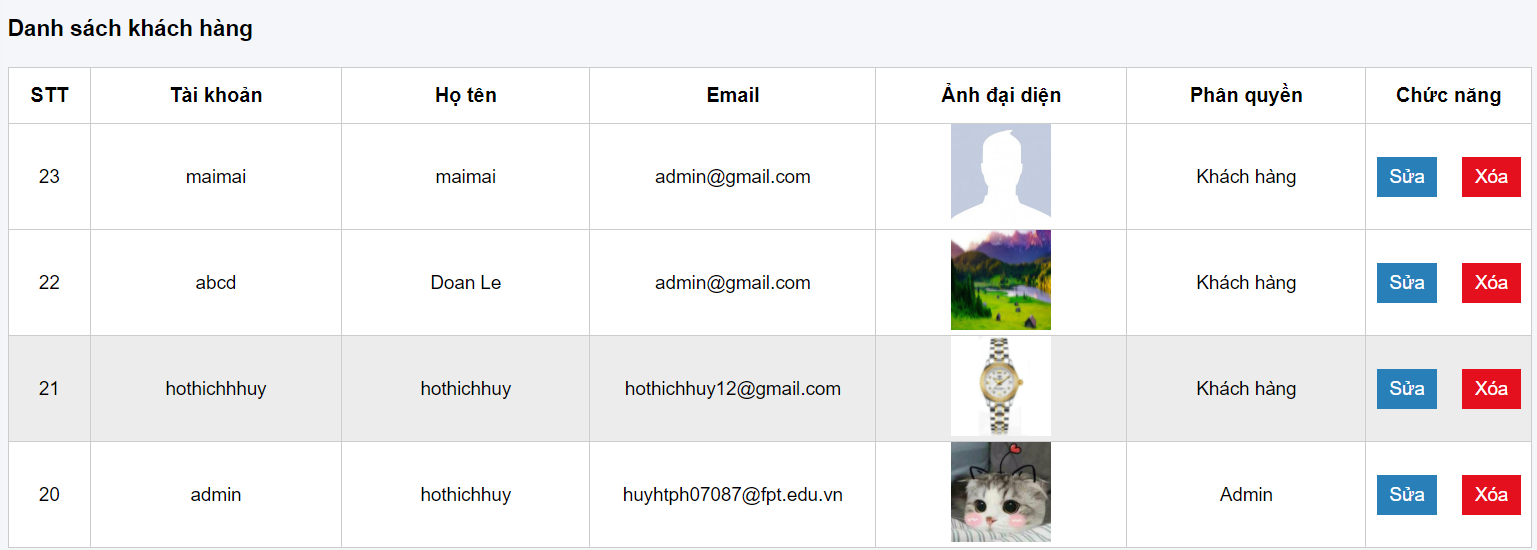 Danh sách khách hàng
STT Tài khoản Họ tên Email Ảnh đại diện Phân quyền Chức năng
23 maimai maimai admin@gmail.com Khách hàng Sửa Xóa
22 abcd Doan Le admin@gmail.com Khách hàng Sửa Xóa
21 hothichhhuy hothichhuy hothichhuy12@gmail.com Khách hàng Sửa Xóa
20 admin hothichhuy huyhtph07087@fpt.edu.vn Admin Sửa Xóa